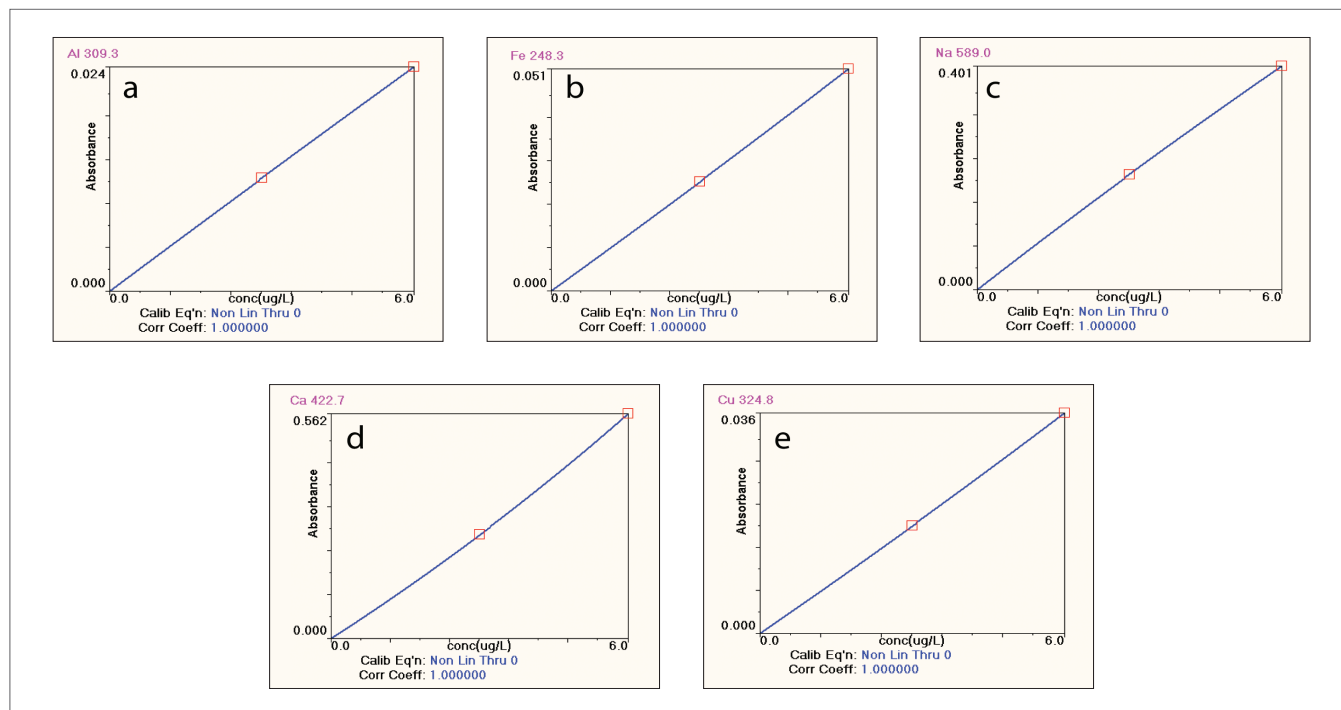 Al 309.3
0.024
a
Absorbance
0.000
0.0
conc(ug/L)
6.0
Calib Eq'n: Non Lin Thru 0
Corr Coeff: 1.000000
Fe 248.3
0.051
b
Absorbance
0.000
0.0
conc(ug/L)
6.0
Calib Eq'n: Non Lin Thru 0
Corr Coeff: 1.000000
Na 589.0
0.401
c
Absorbance
0.000
0.0
conc(ug/L)
6.0
Calib Eq'n: Non Lin Thru 0
Corr Coeff: 1.000000
Ca 422.7
0.562
d
Absorbance
0.000
0.0
conc(ug/L)
6.0
Calib Eq'n: Non Lin Thru 0
Corr Coeff: 1.000000
Cu 324.8
0.036
e
Absorbance
0.000
0.0
conc(ug/L)
6.0
Calib Eq'n: Non Lin Thru 0
Corr Coeff: 1.000000